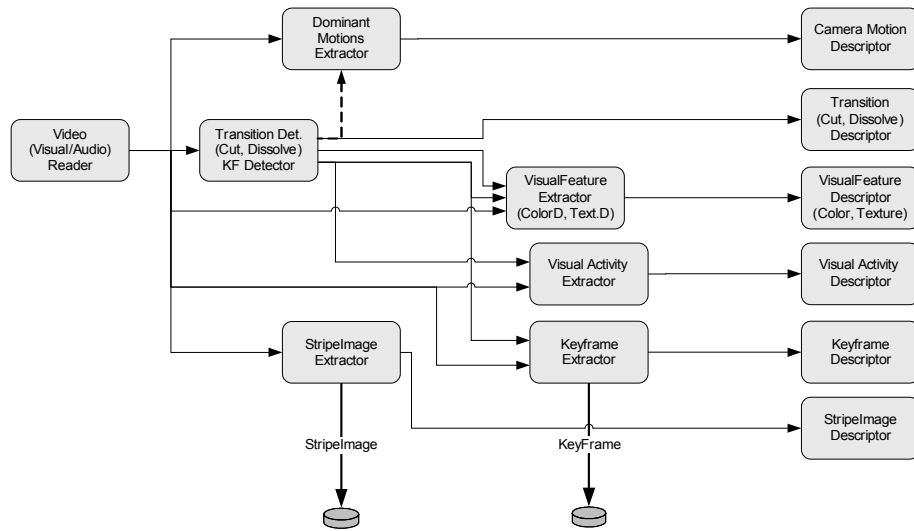 Dominant
Motions
Extractor
Camera Motion
Descriptor
Video
(Visual/Audio)
Reader
Transition Det.
(Cut, Dissolve)
KF Detector
Transition
(Cut, Dissolve)
Descriptor
VisualFeature
Extractor
(ColorD, Text.D)
VisualFeature
Descriptor
(Color, Texture)
Visual Activity
Extractor
Visual Activity
Descriptor
StripeImage
Extractor
Keyframe
Extractor
Keyframe
Descriptor
StripeImage
Descriptor
StripeImage
KeyFrame